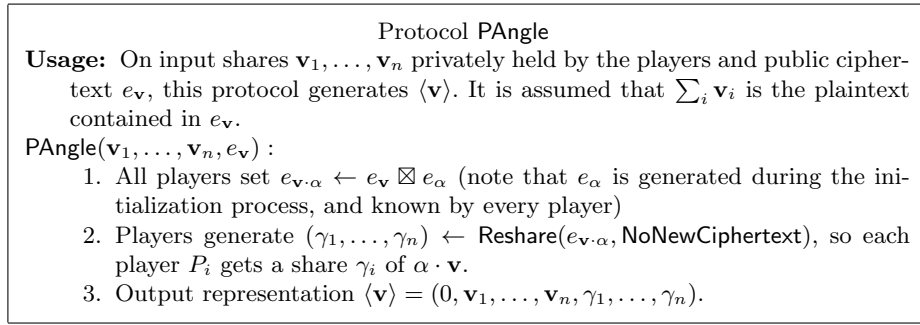 Protocol PAngle
Usage: On input shares v₁, . . . , vₙ privately held by the players and public cipher-
text eᵥ, this protocol generates ⟨v⟩. It is assumed that ∑ᵢ vᵢ is the plaintext
contained in eᵥ.
PAngle(v₁, . . . , vₙ, eᵥ) :
1. All players set e_{v·α} ← eᵥ ⊠ e_α (note that e_α is generated during the ini-
tialization process, and known by every player)
2. Players generate (γ₁, . . . , γₙ) ← Reshare(e_{v·α}, NoNewCiphertext), so each
player Pᵢ gets a share γᵢ of α · v.
3. Output representation ⟨v⟩ = (0, v₁, . . . , vₙ, γ₁, . . . , γₙ).